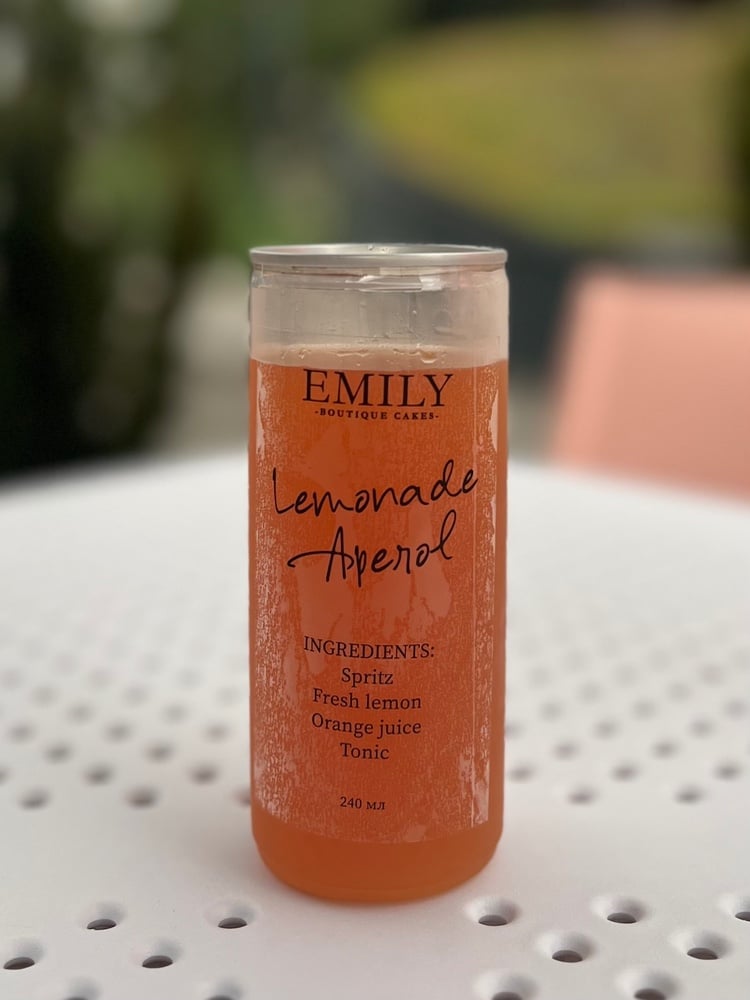 EMILY
-BOUTIQUE CAKES-
Lemonade
Aperol
INGREDIENTS:
Spritz
Fresh lemon
Orange juice
Tonic
240 мл